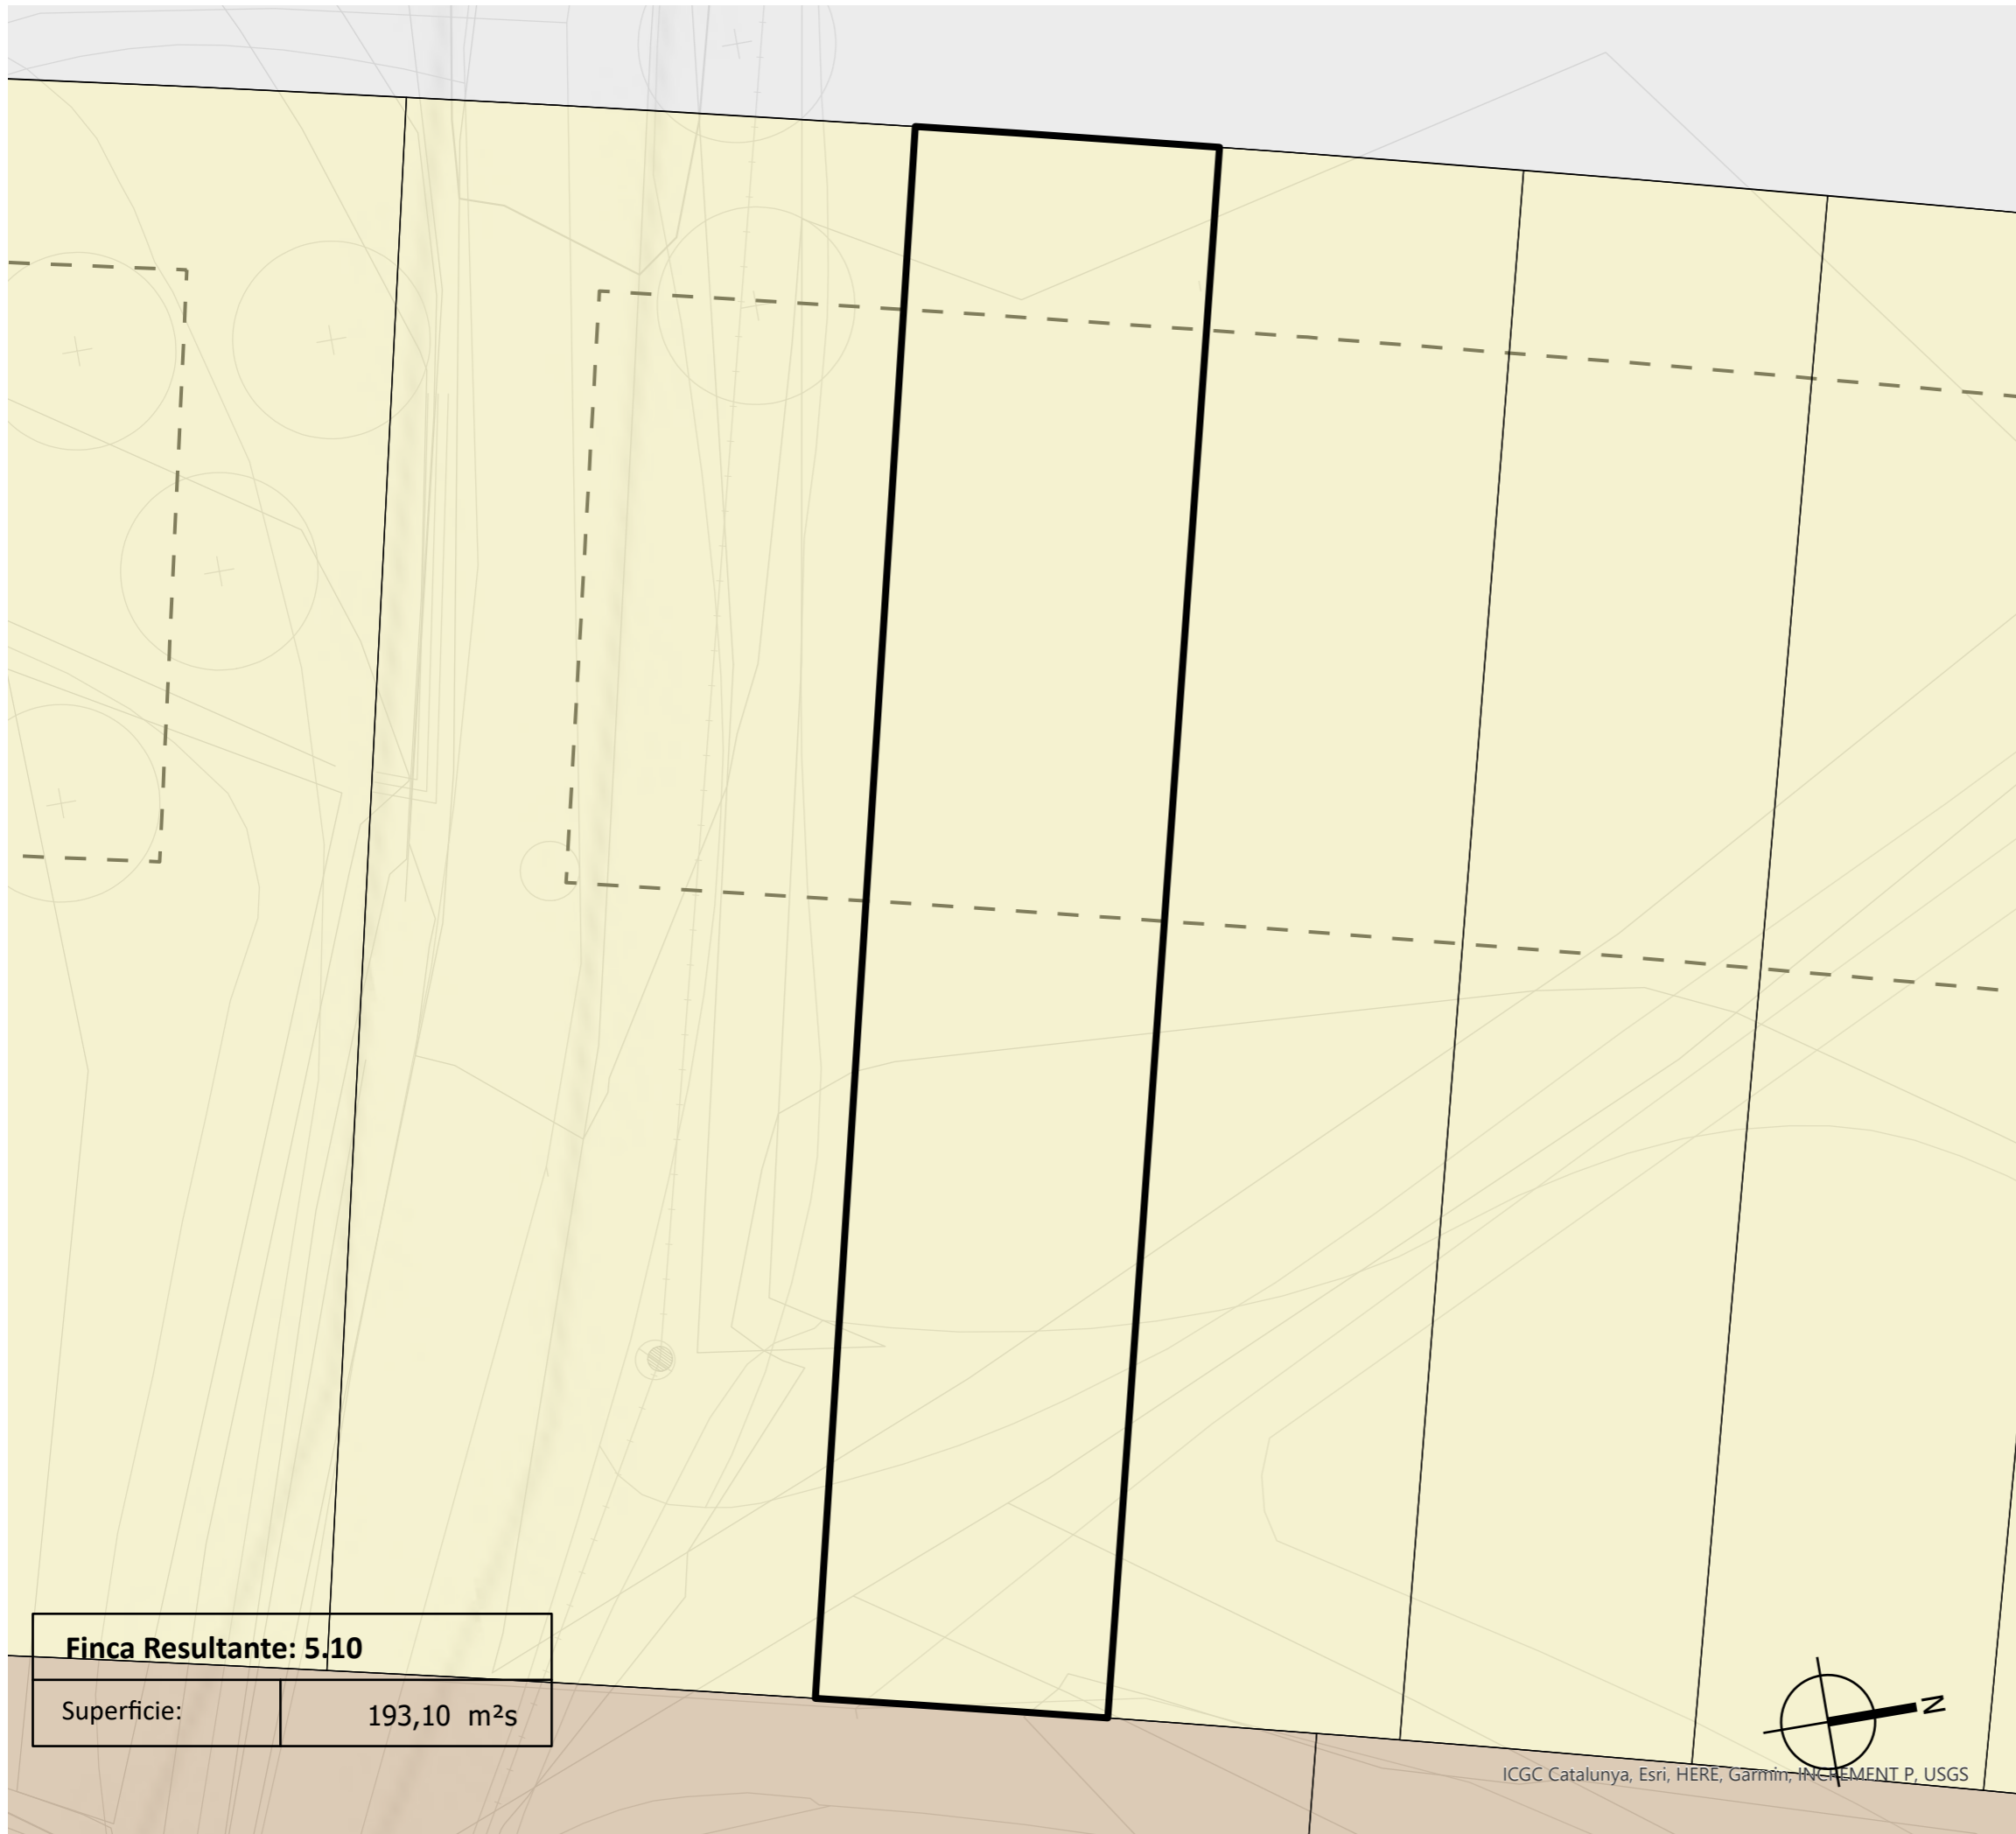 Finca Resultante: 5.10
Superficie: 193,10 m²s
N
ICGC Catalunya, Esri, HERE, Garmin, INCREMENT P, USGS